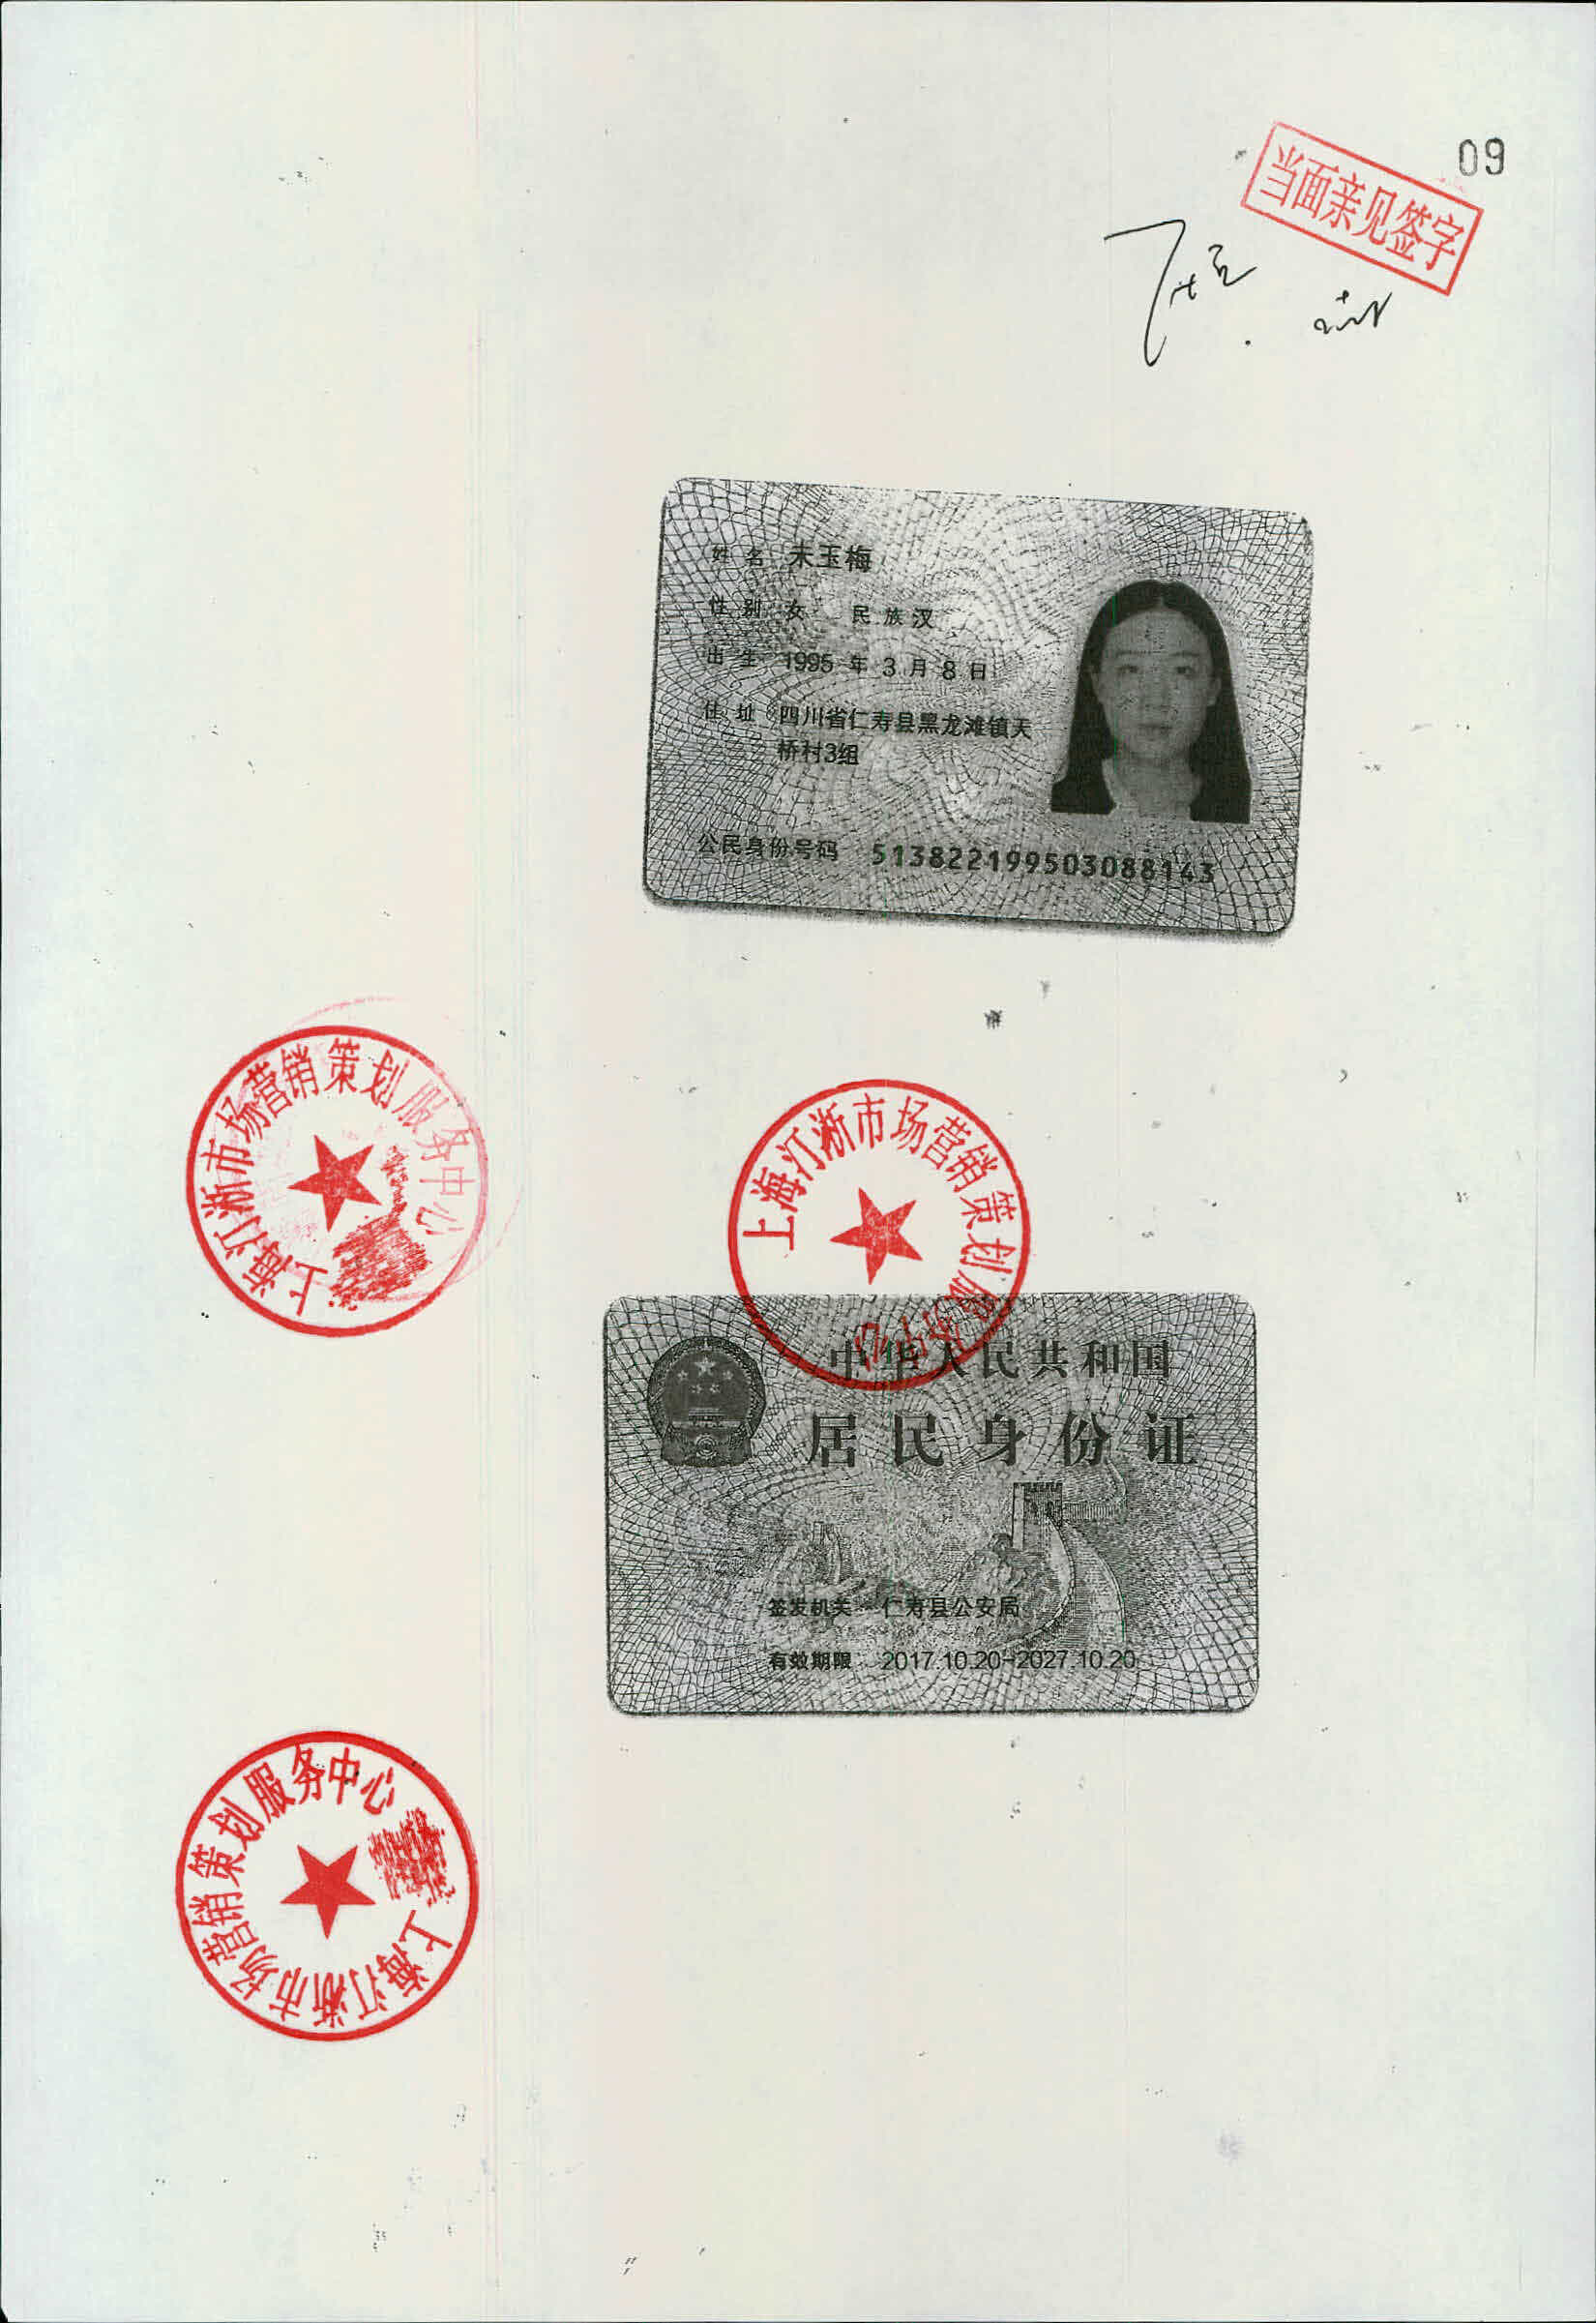 09
当面亲见签字
姓 名 末玉梅
性 别 女 民 族 汉
出 生 1995 年 3 月 8 日
住 址 四川省仁寿县黑龙滩镇天
桥村3组
公民身份号码 513822199503088143
上海汀淅市场营销策划服务中心
上海汀淅市场营销策划服务中心
中华人民共和国
居民身份证
签发机关 仁寿县公安局
有效期限 2017.10.20-2027.10.20
上海汀淅市场营销策划服务中心